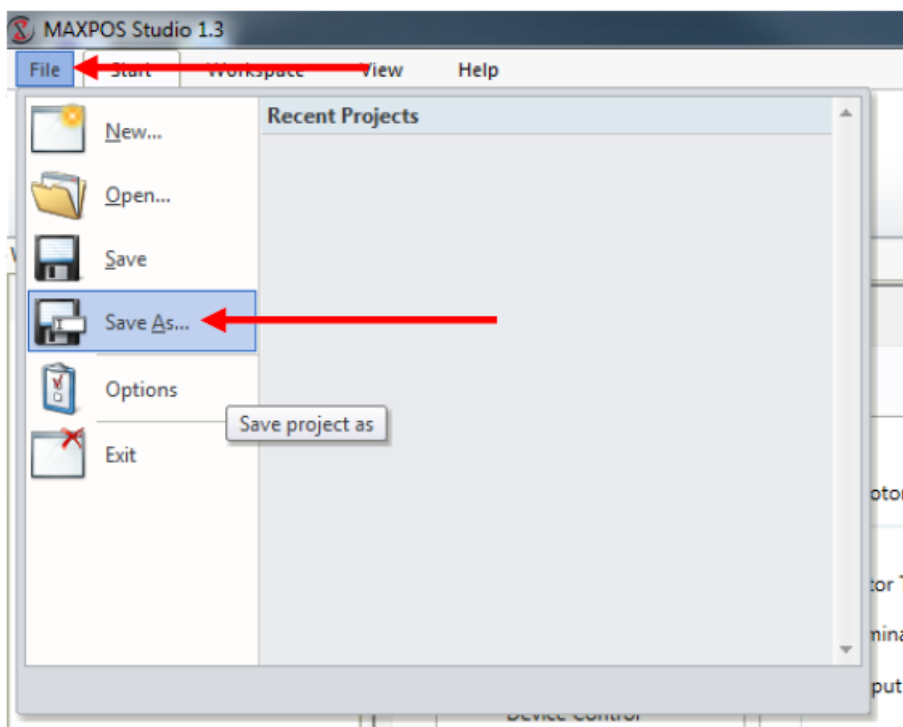 MAXPOS Studio 1.3
File Start Workspace View Help
Recent Projects
New...
Open...
Save
Save As...
Options
Save project as
Exit
Device Control